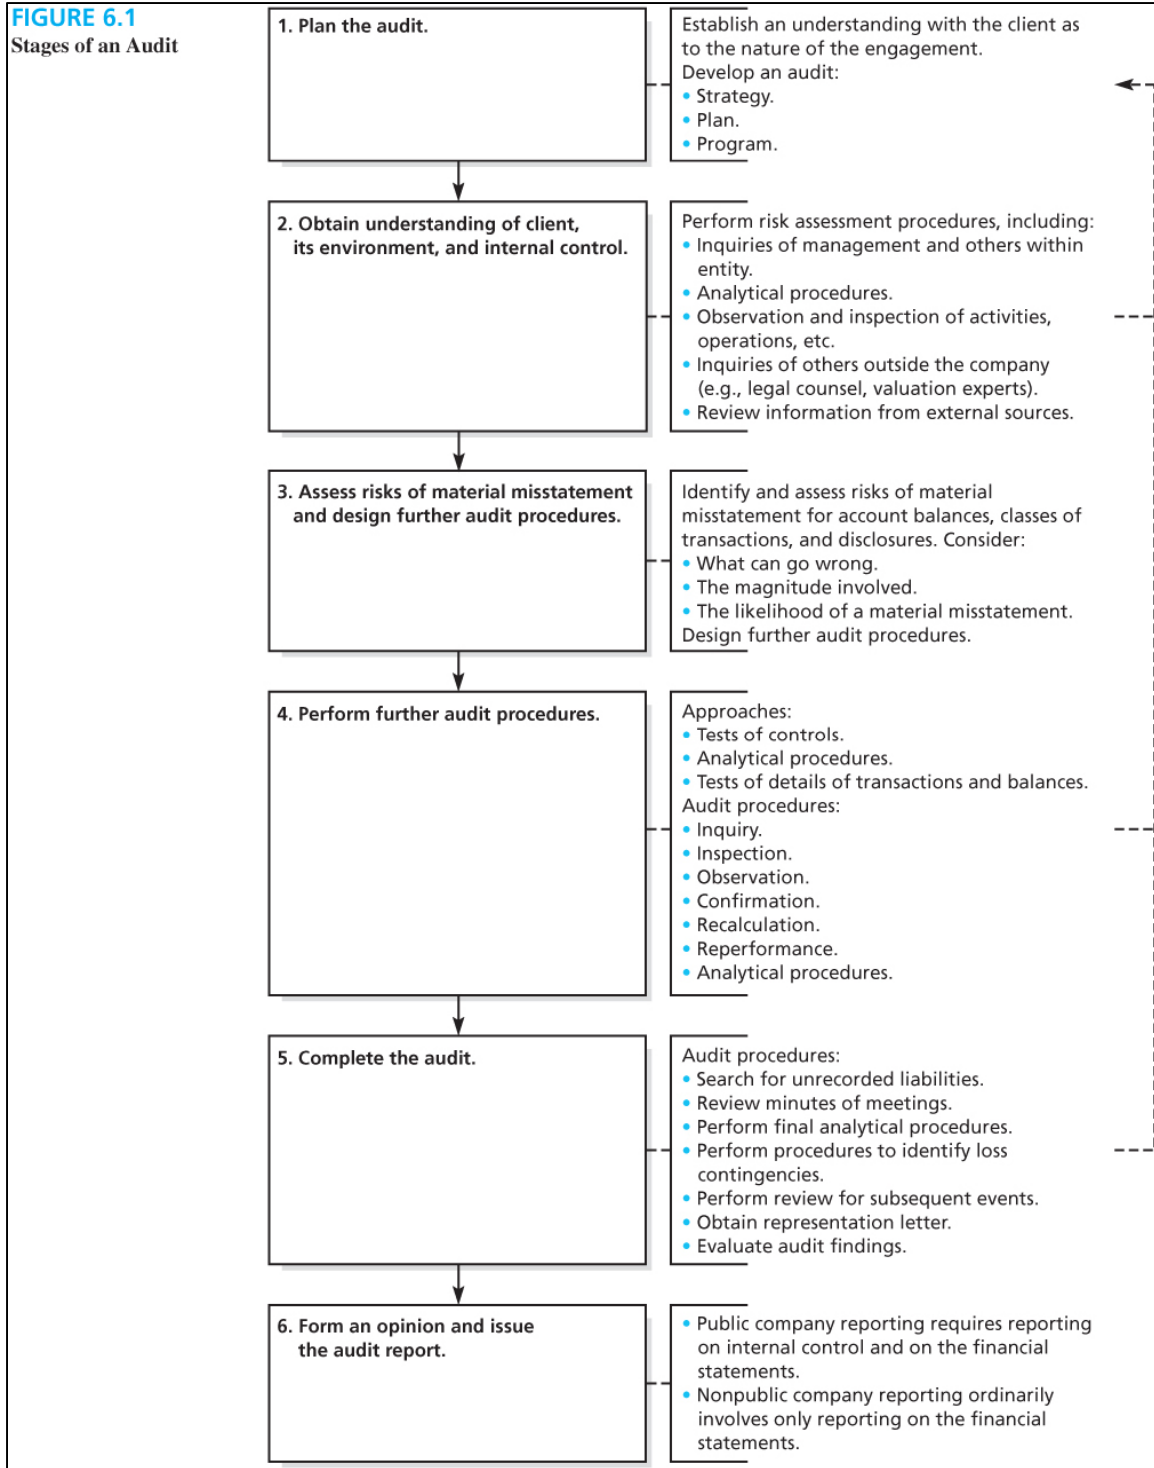 FIGURE 6.1
Stages of an Audit
1. Plan the audit.
Establish an understanding with the client as
to the nature of the engagement.
Develop an audit:
• Strategy.
• Plan.
• Program.
2. Obtain understanding of client,
its environment, and internal control.
Perform risk assessment procedures, including:
• Inquiries of management and others within
entity.
• Analytical procedures.
• Observation and inspection of activities,
operations, etc.
• Inquiries of others outside the company
(e.g., legal counsel, valuation experts).
• Review information from external sources.
3. Assess risks of material misstatement
and design further audit procedures.
Identify and assess risks of material
misstatement for account balances, classes of
transactions, and disclosures. Consider:
• What can go wrong.
• The magnitude involved.
• The likelihood of a material misstatement.
Design further audit procedures.
4. Perform further audit procedures.
Approaches:
• Tests of controls.
• Analytical procedures.
• Tests of details of transactions and balances.
Audit procedures:
• Inquiry.
• Inspection.
• Observation.
• Confirmation.
• Recalculation.
• Reperformance.
• Analytical procedures.
5. Complete the audit.
Audit procedures:
• Search for unrecorded liabilities.
• Review minutes of meetings.
• Perform final analytical procedures.
• Perform procedures to identify loss
contingencies.
• Perform review for subsequent events.
• Obtain representation letter.
• Evaluate audit findings.
6. Form an opinion and issue
the audit report.
• Public company reporting requires reporting
on internal control and on the financial
statements.
• Nonpublic company reporting ordinarily
involves only reporting on the financial
statements.